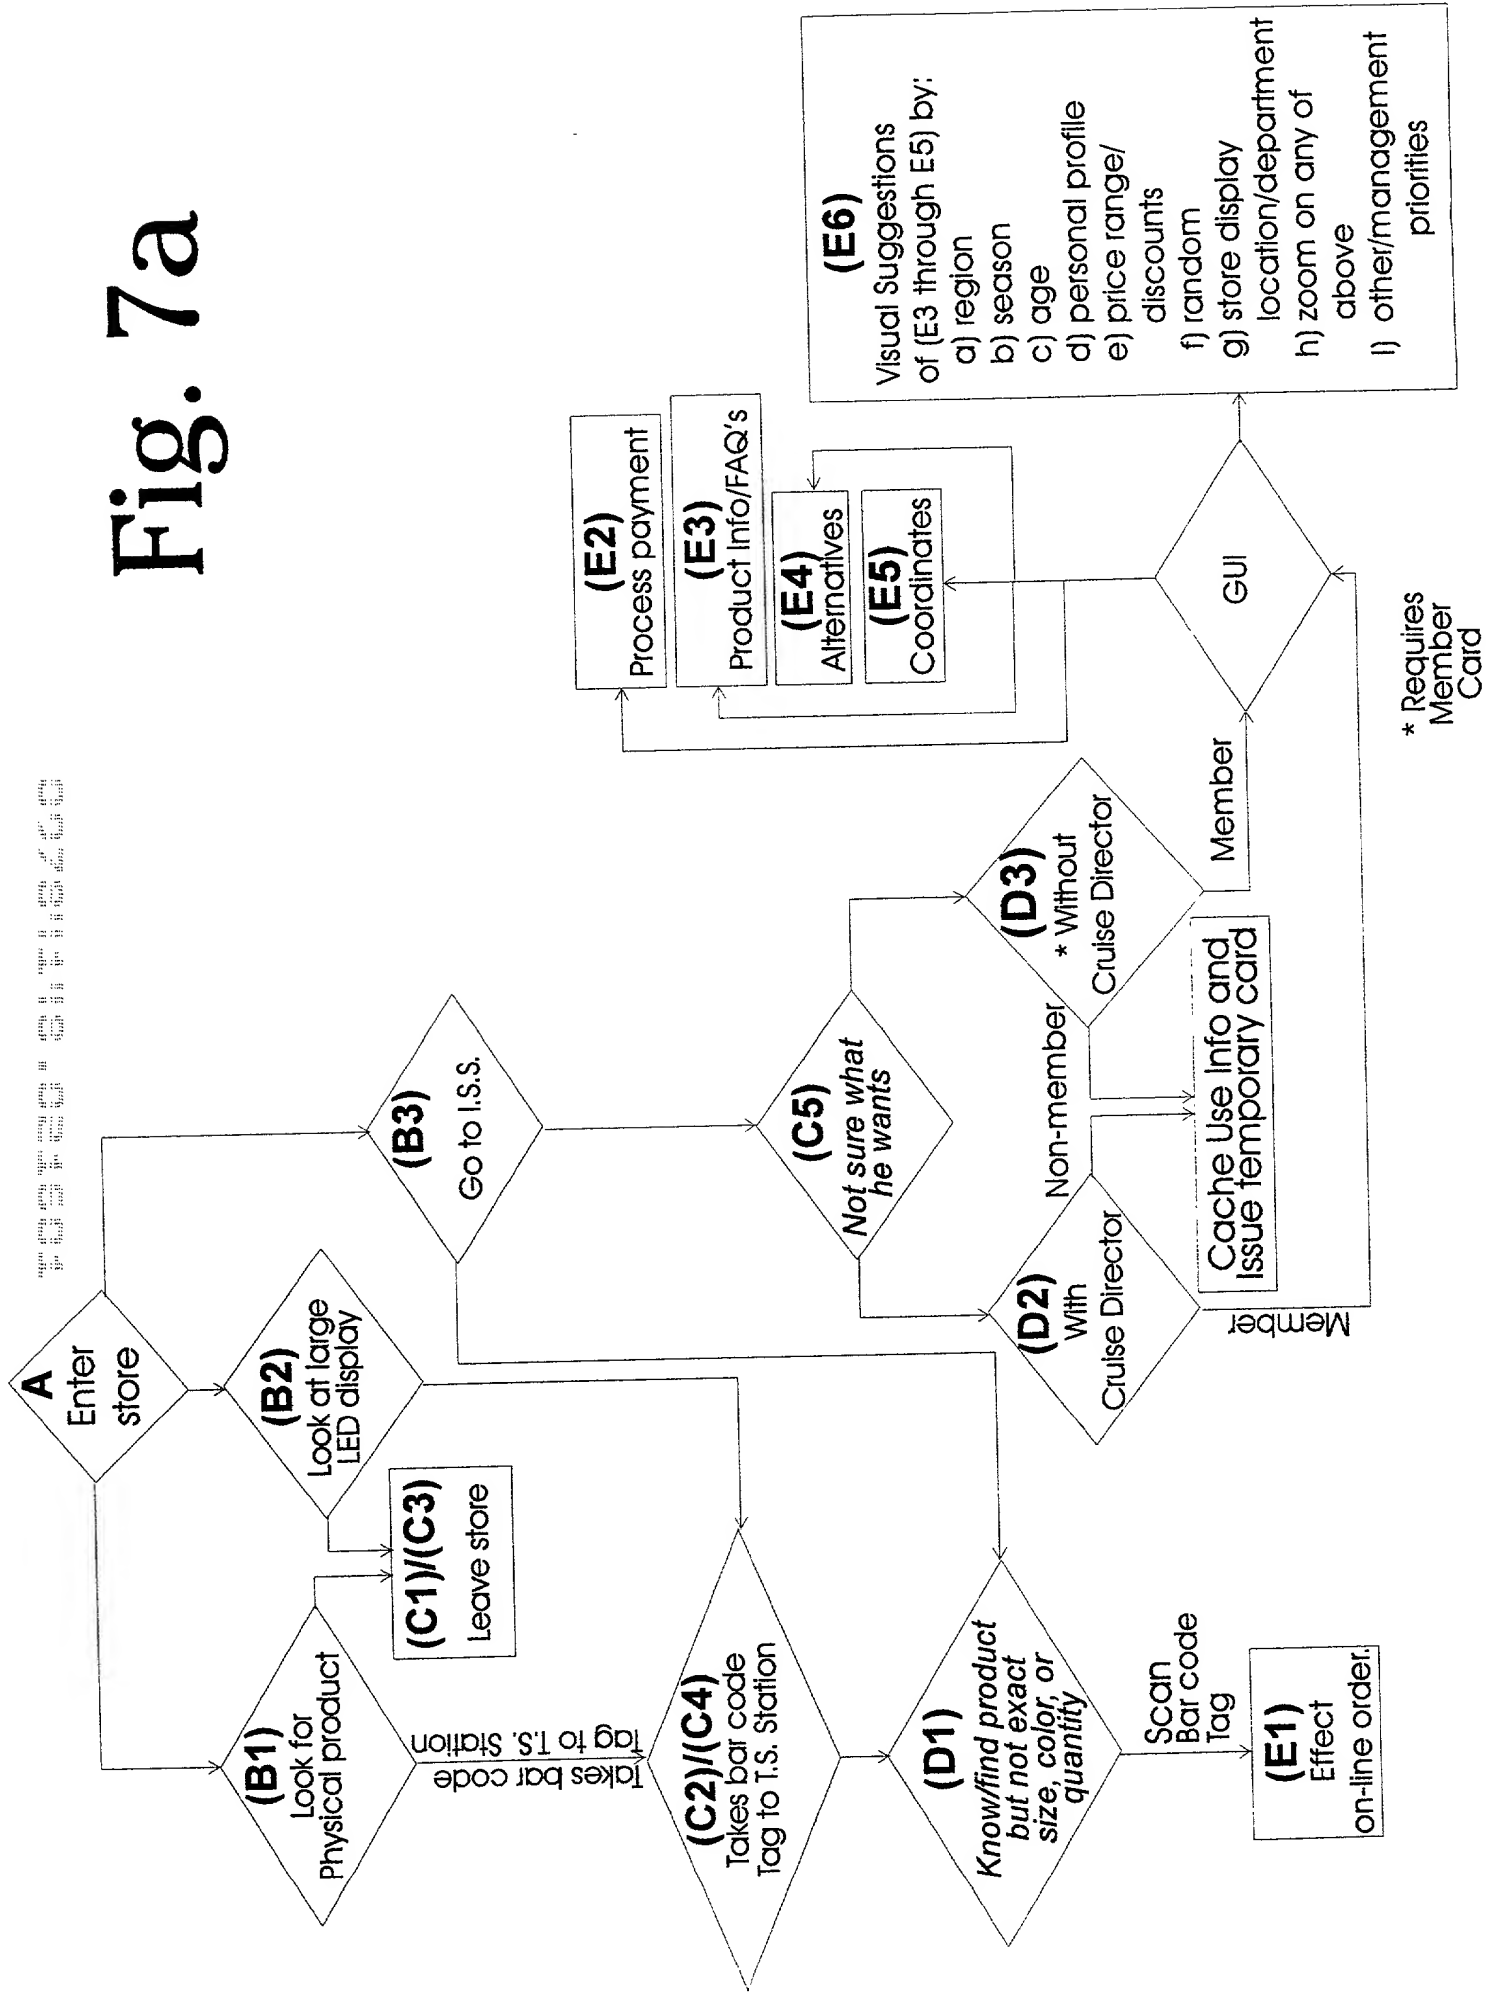 Fig. 7a
A
Enter
store
(B1)
Look for
Physical product
(B2)
Look at large
LED display
(B3)
Go to I.S.S.
(C1)/(C3)
Leave store
Takes bar code
Tag to T.S. Station
(C2)/(C4)
Takes bar code
Tag to T.S. Station
(C5)
Not sure what
he wants
(D1)
Know/find product
but not exact
size, color, or
quantity
(D2)
With
Cruise Director
Non-member
(D3)
* Without
Cruise Director
Scan
Bar code
Tag
(E1)
Effect
on-line order.
Member
Cache Use Info and
Issue temporary card
Member
GUI
* Requires
Member
Card
(E2)
Process payment
(E3)
Product Info/FAQ's
(E4)
Alternatives
(E5)
Coordinates
(E6)
Visual Suggestions
of (E3 through E5) by:
a) region
b) season
c) age
d) personal profile
e) price range/
discounts
f) random
g) store display
location/department
h) zoom on any of
above
I) other/management
priorities